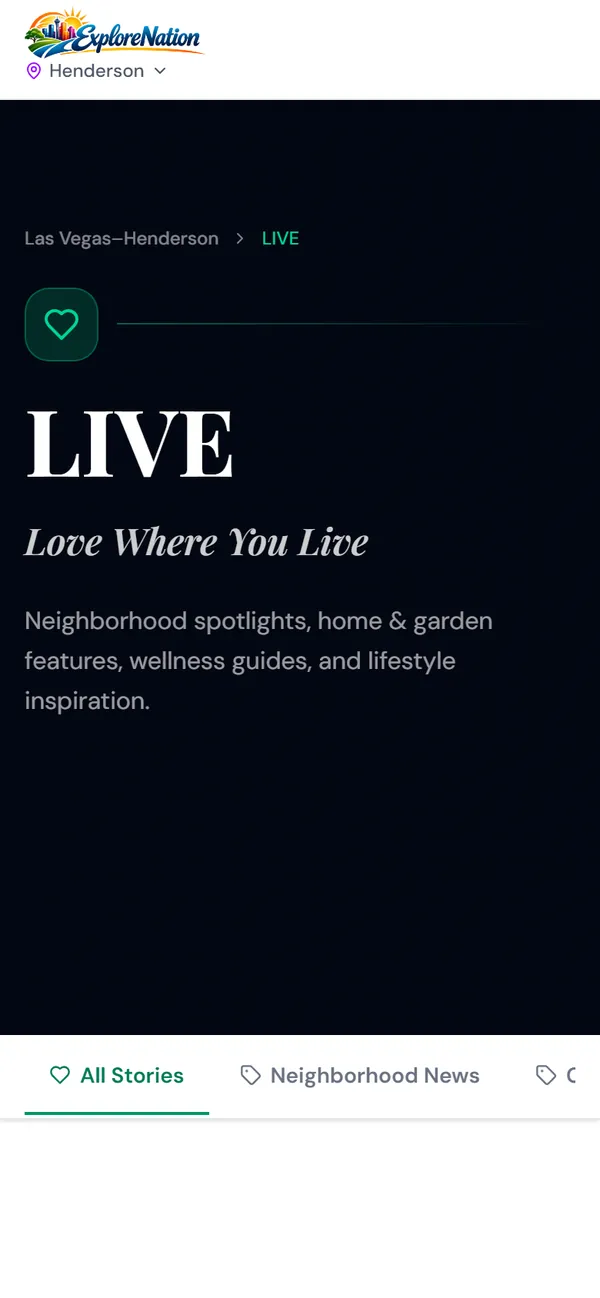 ExploreNation
Henderson
Las Vegas–Henderson > LIVE
LIVE
Love Where You Live
Neighborhood spotlights, home & garden
features, wellness guides, and lifestyle
inspiration.
All Stories Neighborhood News